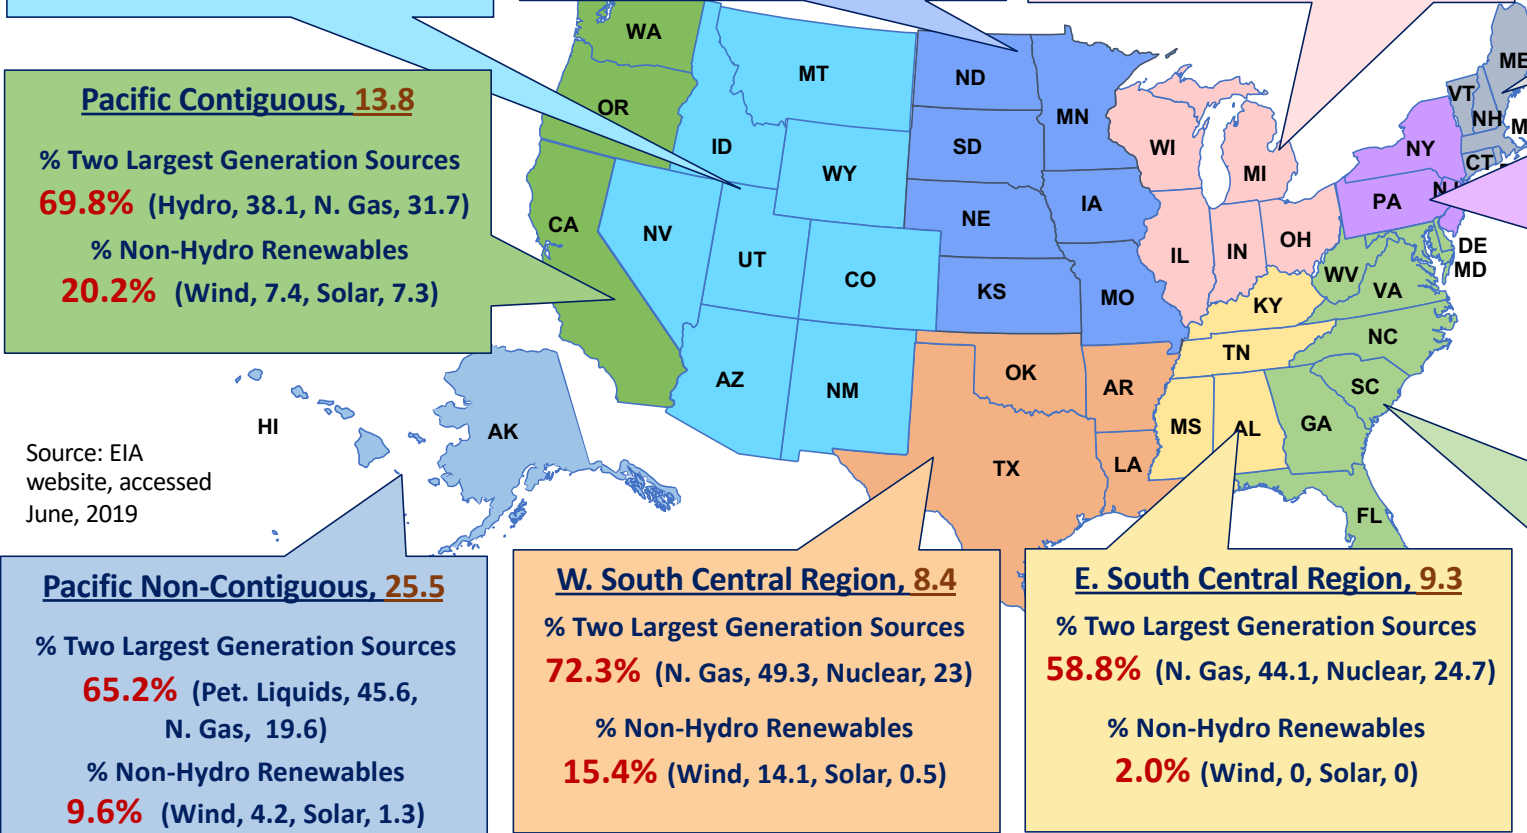 Pacific Contiguous, 13.8
% Two Largest Generation Sources
69.8% (Hydro, 38.1, N. Gas, 31.7)
% Non-Hydro Renewables
20.2% (Wind, 7.4, Solar, 7.3)
WA
OR
CA
MT
ID
WY
NV
UT
CO
AZ
NM
ND
SD
NE
KS
MN
IA
MO
WI
MI
IL
IN
OH
OK
AR
TX
LA
KY
TN
MS
AL
WV
VA
NC
SC
GA
FL
DE
MD
NY
PA
VT
NH
ME
CT
HI
AK
Source: EIA
website, accessed
June, 2019
Pacific Non-Contiguous, 25.5
% Two Largest Generation Sources
65.2% (Pet. Liquids, 45.6,
N. Gas, 19.6)
% Non-Hydro Renewables
9.6% (Wind, 4.2, Solar, 1.3)
W. South Central Region, 8.4
% Two Largest Generation Sources
72.3% (N. Gas, 49.3, Nuclear, 23)
% Non-Hydro Renewables
15.4% (Wind, 14.1, Solar, 0.5)
E. South Central Region, 9.3
% Two Largest Generation Sources
58.8% (N. Gas, 44.1, Nuclear, 24.7)
% Non-Hydro Renewables
2.0% (Wind, 0, Solar, 0)